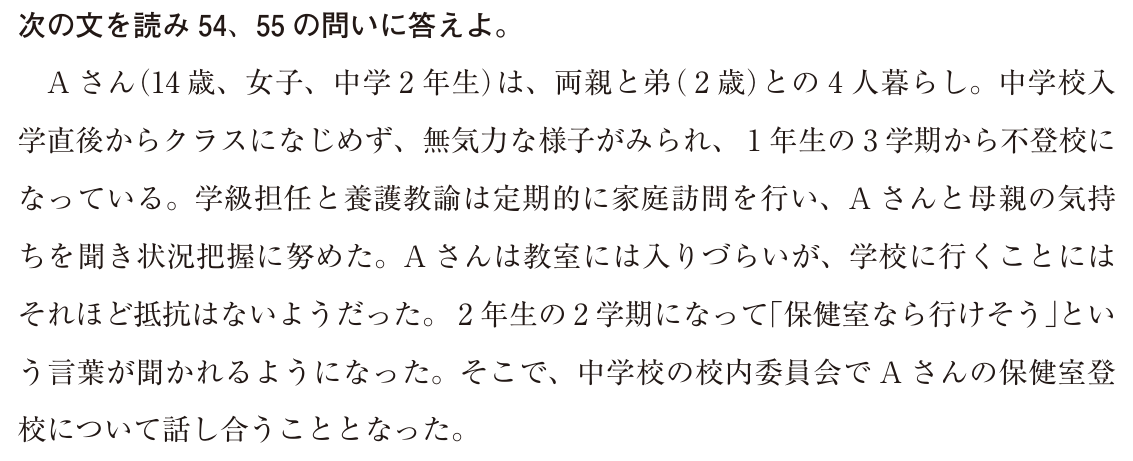 次の文を読み 54、55 の問いに答えよ。
A さん(14 歳、女子、中学 2 年生)は、両親と弟( 2 歳)との 4 人暮らし。中学校入
学直後からクラスになじめず、無気力な様子がみられ、 1 年生の 3 学期から不登校に
なっている。学級担任と養護教諭は定期的に家庭訪問を行い、A さんと母親の気持
ちを聞き状況把握に努めた。A さんは教室には入りづらいが、学校に行くことには
それほど抵抗はないようだった。 2 年生の 2 学期になって「保健室なら行けそう」とい
う言葉が聞かれるようになった。そこで、中学校の校内委員会で A さんの保健室登
校について話し合うこととなった。